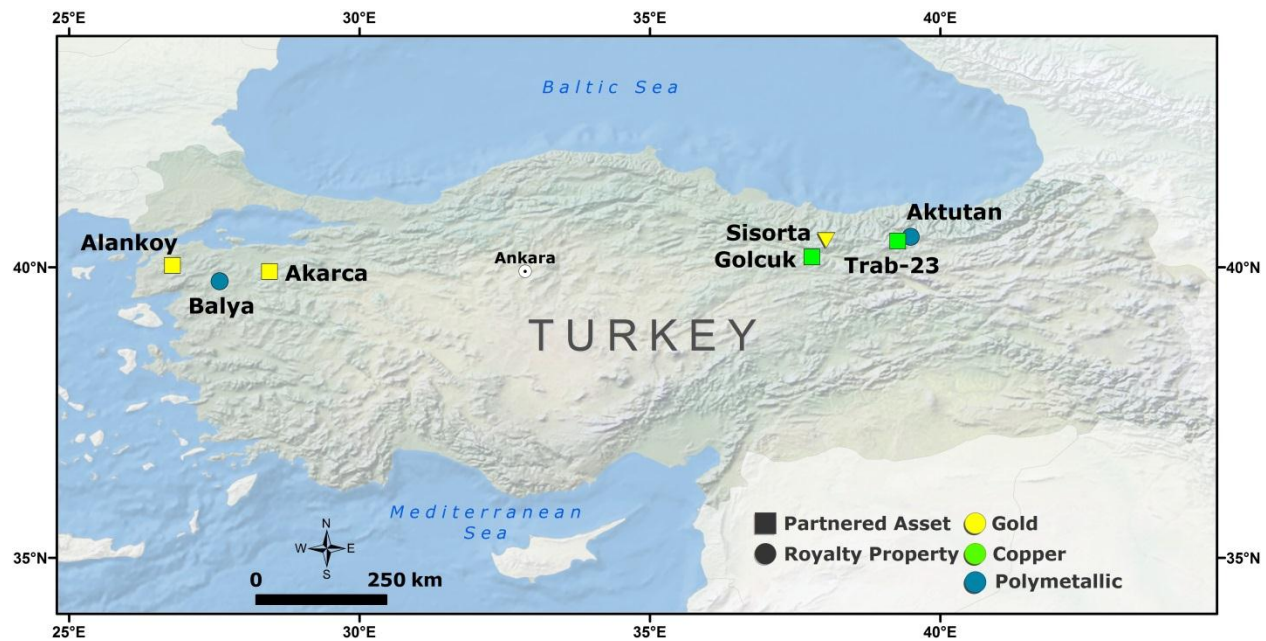 25°E 30°E 35°E 40°E
Baltic Sea
Aktutan
Sisorta
Alankoy
Golcuk
Trab-23
Ankara
40°N
40°N
Akarca
Balya
TURKEY
Mediterranean
Sea
Partnered Asset
Gold
Royalty Property
Copper
Polymetallic
N
W E
S
35°N
35°N
0 250 km
25°E 30°E 35°E 40°E